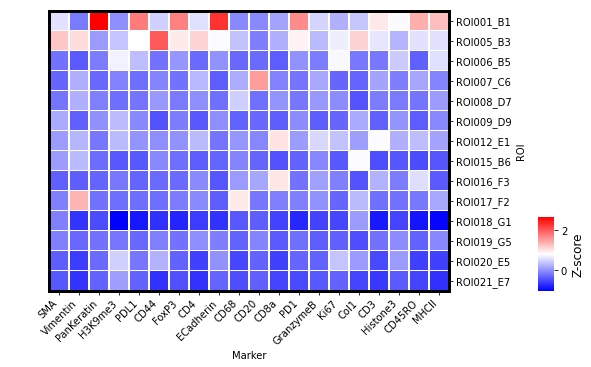 ROI001_B1
ROI005_B3
ROI006_B5
ROI007_C6
ROI008_D7
ROI009_D9
ROI012_E1
ROI015_B6
ROI016_F3
ROI017_F2
ROI018_G1
ROI019_G5
ROI020_E5
ROI021_E7
ROI
2
0
Z-score
SMA
Vimentin
PanKeratin
H3K9me3
PDL1
CD44
FoxP3
CD4
ECadherin
CD68
CD20
CD8a
PD1
GranzymeB
Ki67
Col1
CD3
Histone3
CD45RO
MHCII
Marker